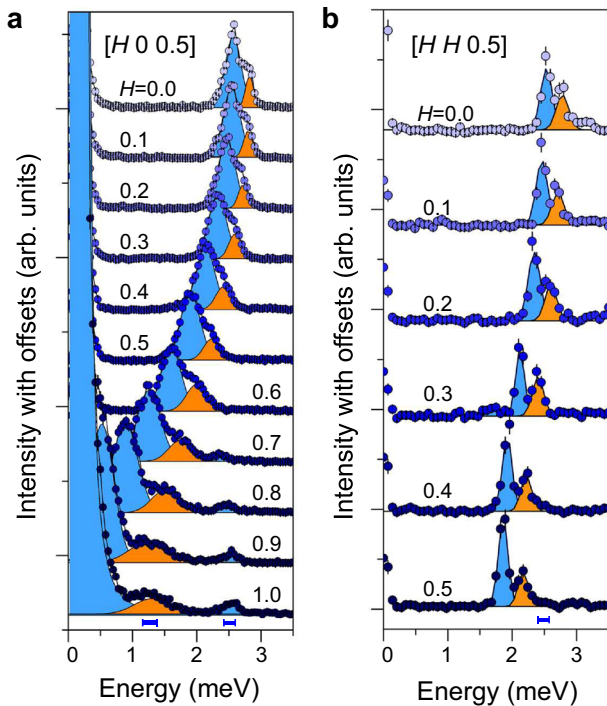 a
[H 0 0.5]
H=0.0
0.1
0.2
0.3
0.4
0.5
0.6
0.7
0.8
0.9
1.0
Intensity with offsets (arb. units)
0 1 2 3
Energy (meV)
b
[H H 0.5]
H=0.0
0.1
0.2
0.3
0.4
0.5
Intensity with offsets (arb. units)
0 1 2 3
Energy (meV)